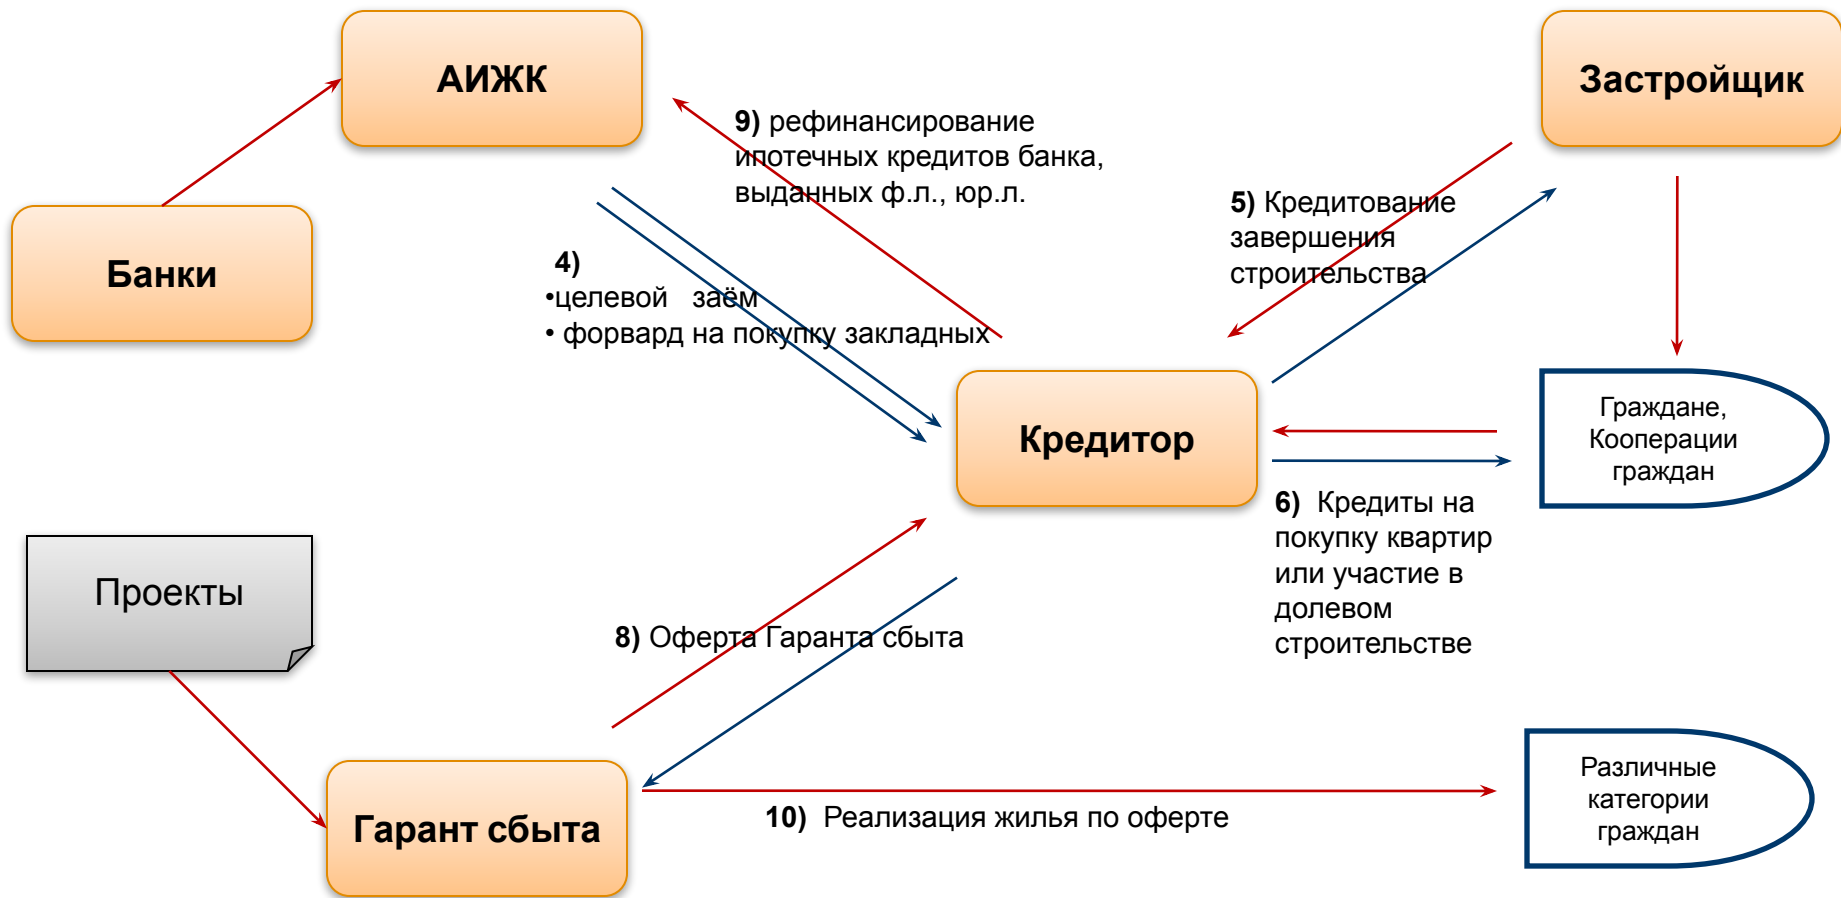 АИЖК
Застройщик
9) рефинансирование
ипотечных кредитов банка,
выданных ф.л., юр.л.
5) Кредитование
завершения
строительства
Банки
4)
•целевой заём
• форвард на покупку закладных
Кредитор
Граждане,
Кооперации
граждан
6) Кредиты на
покупку квартир
или участие в
долевом
строительстве
Проекты
8) Оферта Гаранта сбыта
Гарант сбыта
10) Реализация жилья по оферте
Различные
категории
граждан